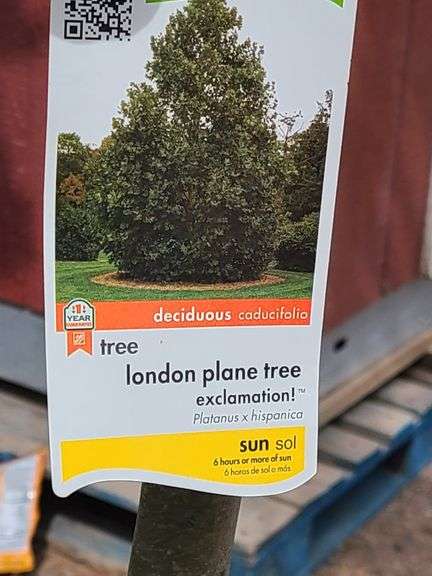 deciduous caducifolia
1
YEAR
GUARANTEE
tree
london plane tree
exclamation!™
Platanus x hispanica
sun sol
6 hours or more of sun
6 horas de sol o más